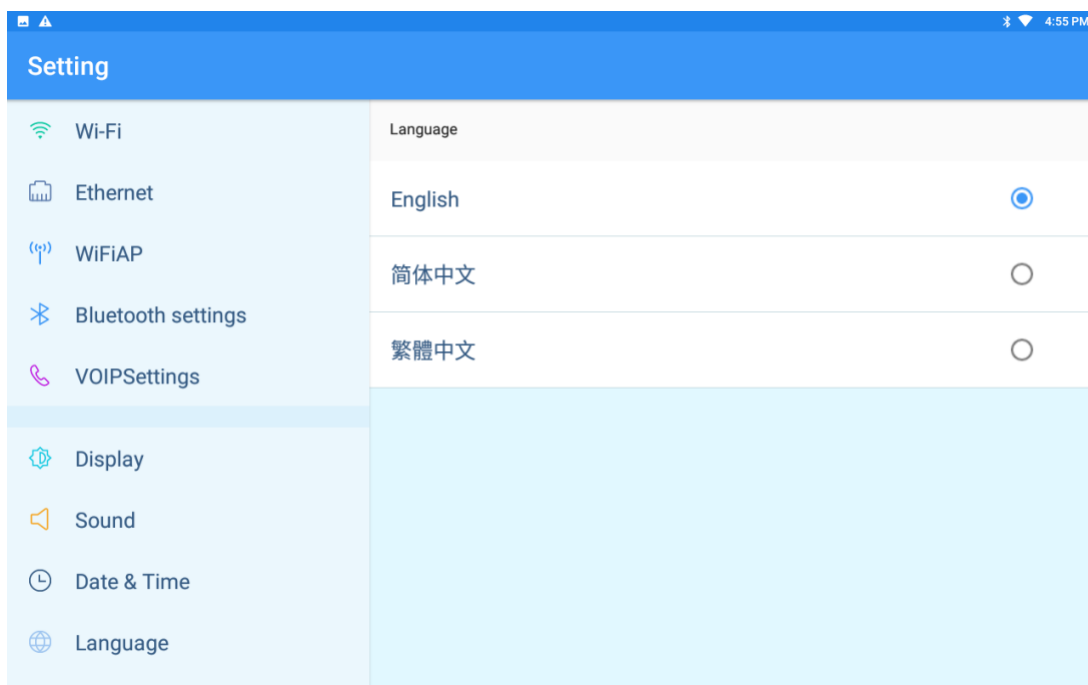 4:55 PM
Setting
Wi-Fi
Ethernet
WiFiAP
Bluetooth settings
VOIPSettings
Display
Sound
Date & Time
Language
Language
English
简体中文
繁體中文